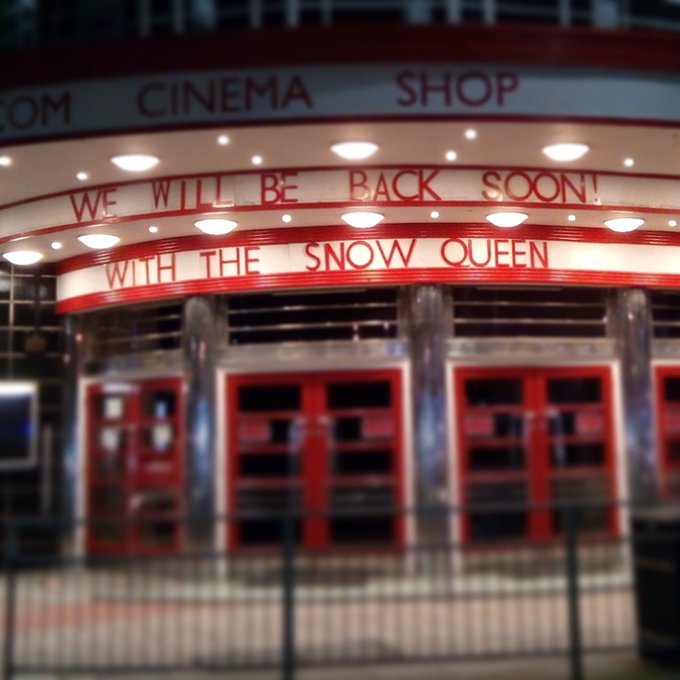 COM CINEMA SHOP
WE WILL BE BACK SOON!
WITH THE SNOW QUEEN